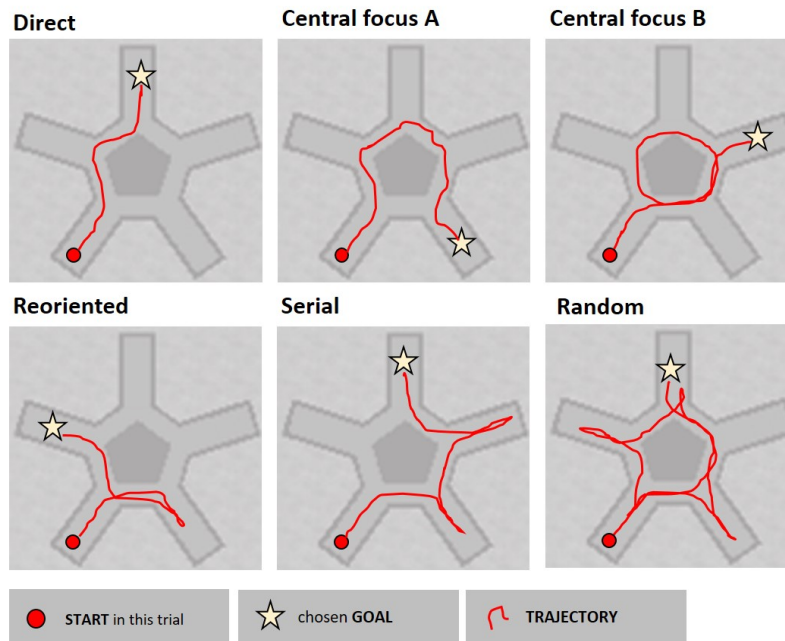 Direct
Central focus A
Central focus B
Reoriented
Serial
Random
START in this trial
chosen GOAL
TRAJECTORY